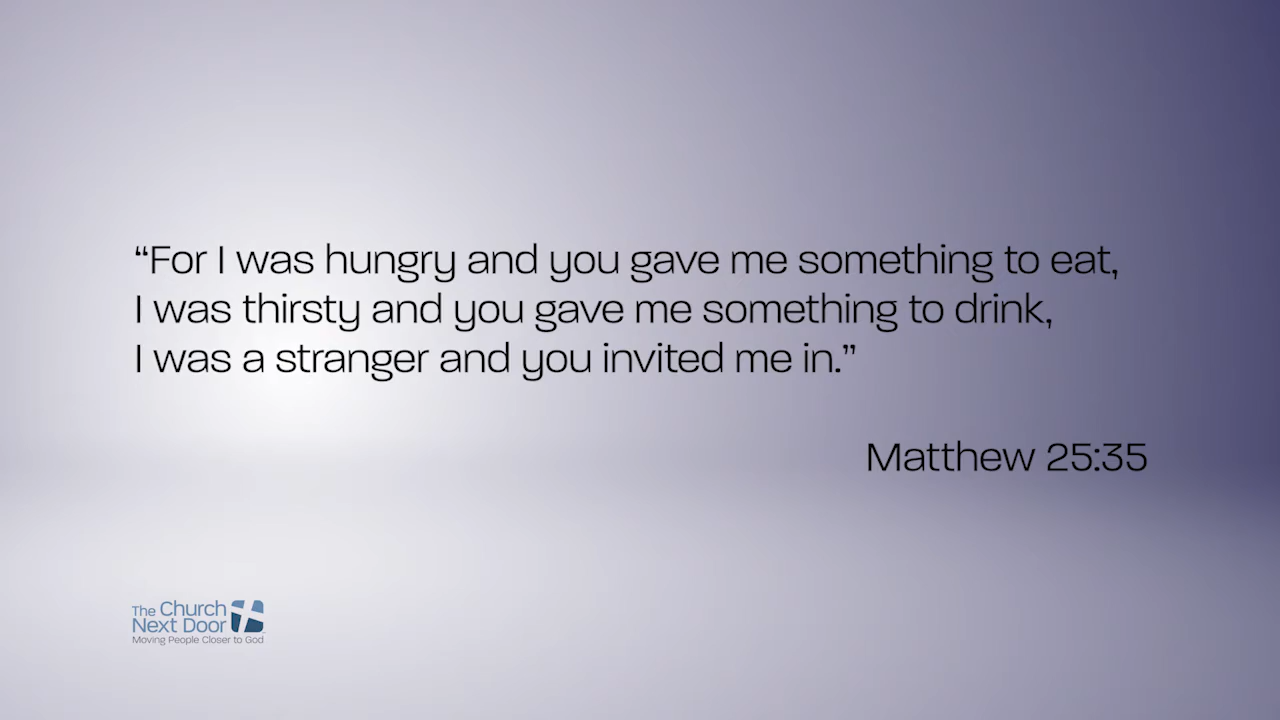 “For I was hungry and you gave me something to eat,
I was thirsty and you gave me something to drink,
I was a stranger and you invited me in.”
Matthew 25:35
The Church
Next Door
Moving People Closer to God